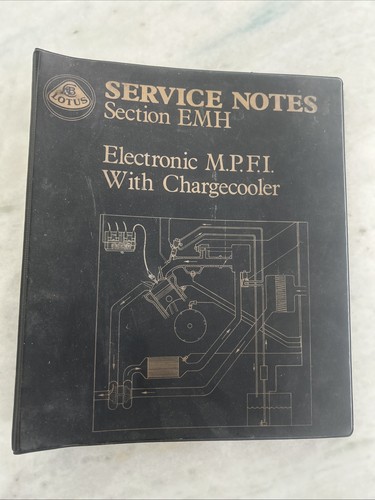 LOTUS
SERVICE NOTES
Section EMH
Electronic M.P.F.I.
With Chargecooler